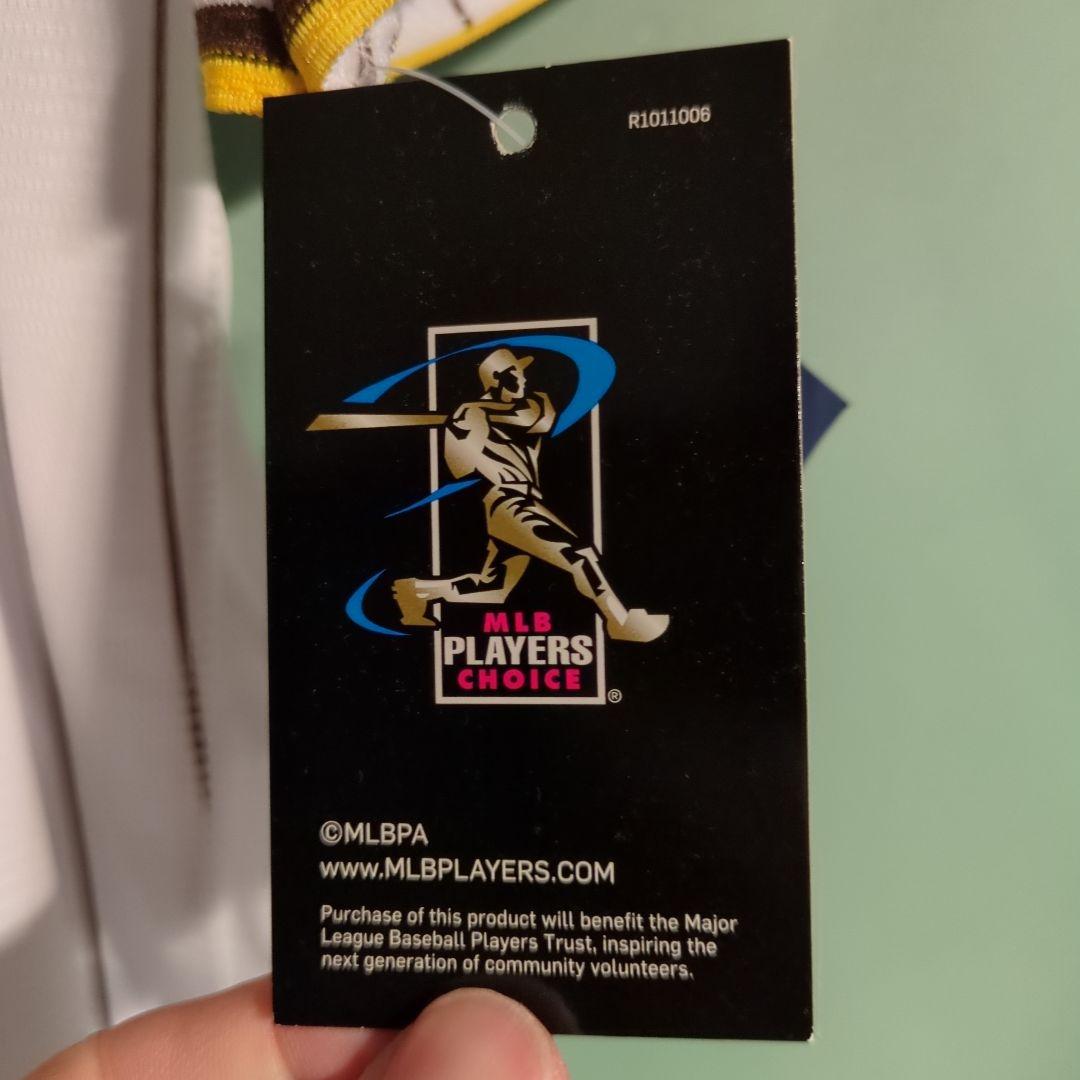 R1011006
MLB
PLAYERS
CHOICE
®
©MLBPA
www.MLBPLAYERS.COM
Purchase of this product will benefit the Major
League Baseball Players Trust, inspiring the
next generation of community volunteers.